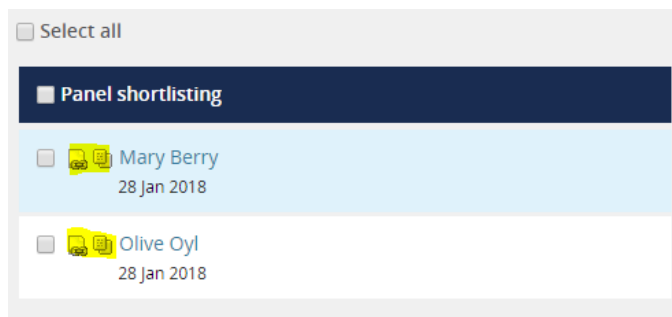 Select all
Panel shortlisting
Mary Berry
28 Jan 2018
Olive Oyl
28 Jan 2018